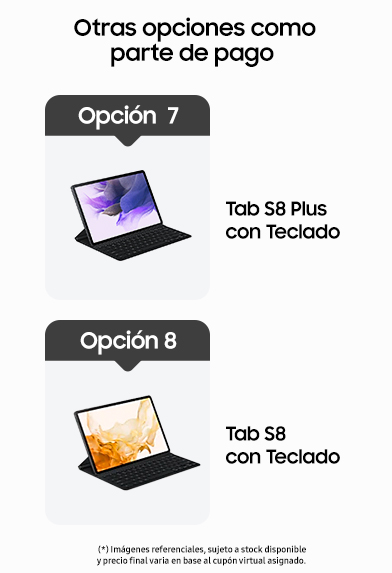 Otras opciones como
parte de pago
Opción 7
Tab S8 Plus
con Teclado
Opción 8
Tab S8
con Teclado
(*) Imágenes referenciales, sujeto a stock disponible
y precio final varia en base al cupón virtual asignado.